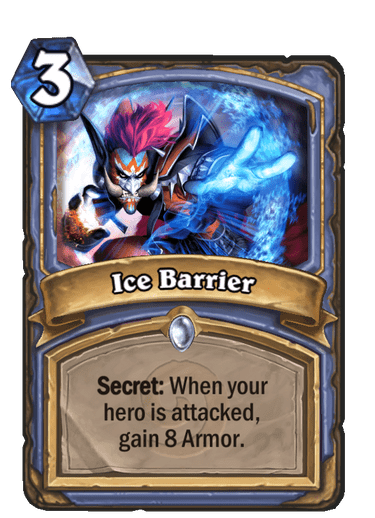 3
Ice Barrier
Secret: When your
hero is attacked,
gain 8 Armor.